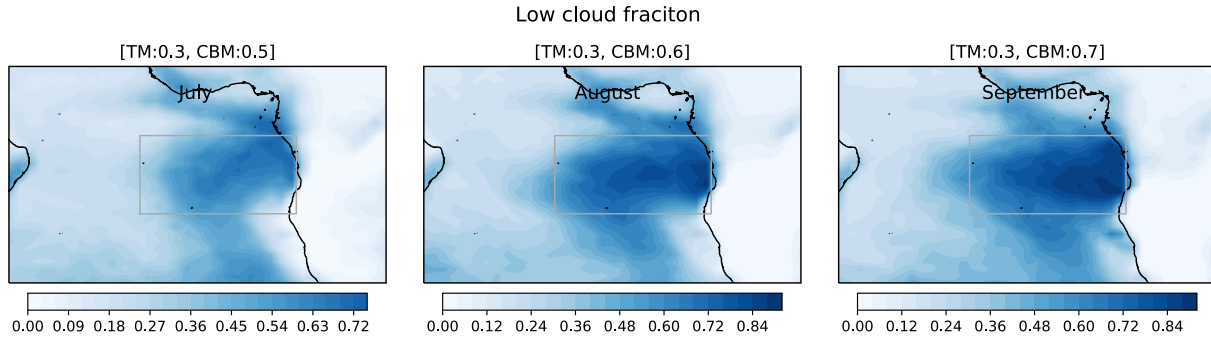 Low cloud fraciton
[TM:0.3, CBM:0.5]
[TM:0.3, CBM:0.6]
[TM:0.3, CBM:0.7]
July
August
September
0.00 0.09 0.18 0.27 0.36 0.45 0.54 0.63 0.72
0.00 0.12 0.24 0.36 0.48 0.60 0.72 0.84
0.00 0.12 0.24 0.36 0.48 0.60 0.72 0.84